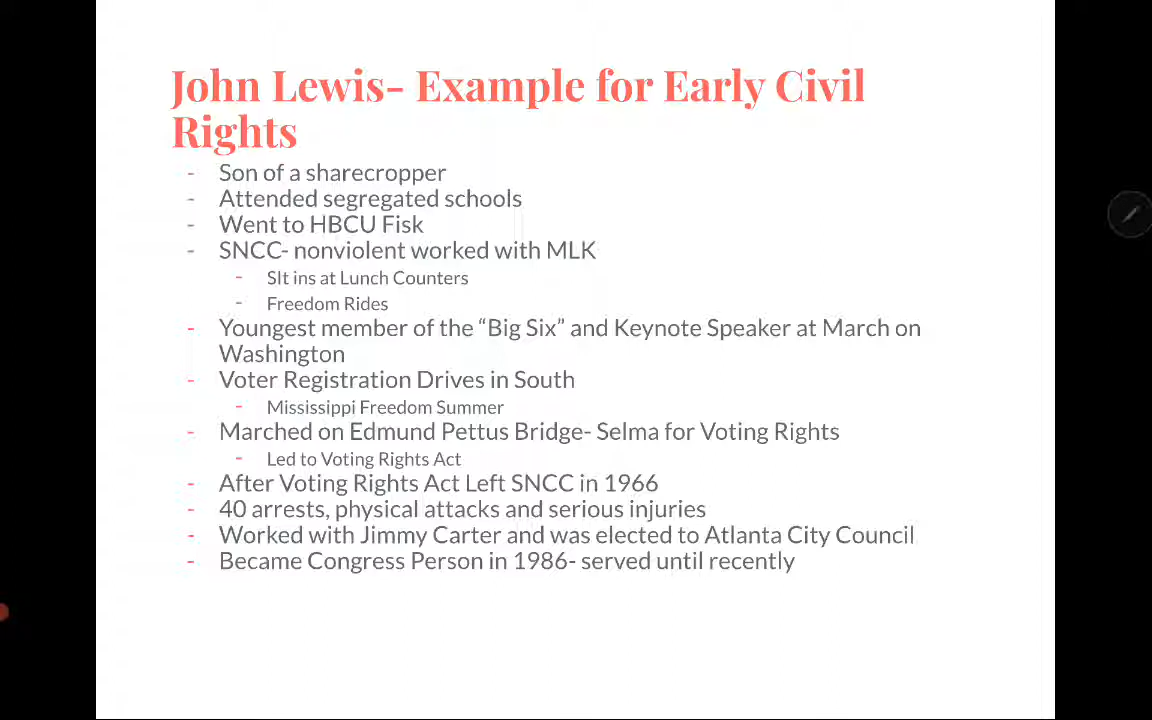 John Lewis- Example for Early Civil
Rights
- Son of a sharecropper
- Attended segregated schools
- Went to HBCU Fisk
- SNCC- nonviolent worked with MLK
- SIt ins at Lunch Counters
- Freedom Rides
- Youngest member of the “Big Six” and Keynote Speaker at March on
Washington
- Voter Registration Drives in South
- Mississippi Freedom Summer
- Marched on Edmund Pettus Bridge- Selma for Voting Rights
- Led to Voting Rights Act
- After Voting Rights Act Left SNCC in 1966
- 40 arrests, physical attacks and serious injuries
- Worked with Jimmy Carter and was elected to Atlanta City Council
- Became Congress Person in 1986- served until recently